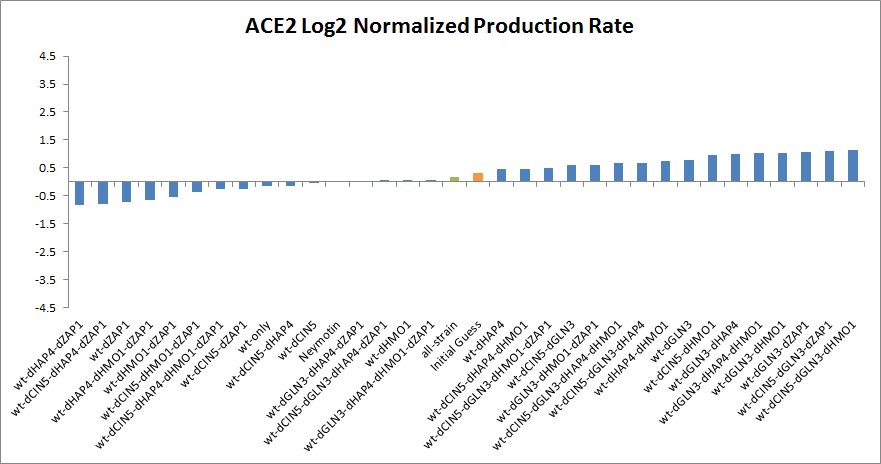 ACE2 Log2 Normalized Production Rate
4.5
3.5
2.5
1.5
0.5
-0.5
-1.5
-2.5
-3.5
-4.5
wt-dHAP4-dZAP1
wt-dCIN5-dHAP4-dZAP1
wt-dZAP1
wt-dHAP4-dHMO1-dZAP1
wt-dHMO1-dZAP1
wt-dCIN5-dHMO1-dZAP1
wt-dCIN5-dHAP4-dHMO1-dZAP1
wt-dCIN5-dZAP1
wt-only
wt-dCIN5-dHAP4
wt-dCIN5
Neymotin
wt-dGLN3-dHAP4-dZAP1
wt-dCIN5-dGLN3-dHAP4-dZAP1
wt-dHMO1
wt-dGLN3-dHAP4-dHMO1-dZAP1
all-strain
Initial Guess
wt-dHAP4
wt-dCIN5-dHAP4-dHMO1
wt-dCIN5-dGLN3-dHMO1-dZAP1
wt-dCIN5-dGLN3
wt-dGLN3-dHMO1-dZAP1
wt-dCIN5-dGLN3-dHAP4-dHMO1
wt-dCIN5-dGLN3-dHAP4
wt-dHAP4-dHMO1
wt-dGLN3
wt-dCIN5-dHMO1
wt-dGLN3-dHAP4
wt-dGLN3-dHAP4-dHMO1
wt-dGLN3-dHMO1
wt-dGLN3-dZAP1
wt-dCIN5-dGLN3-dZAP1
wt-dCIN5-dGLN3-dHMO1